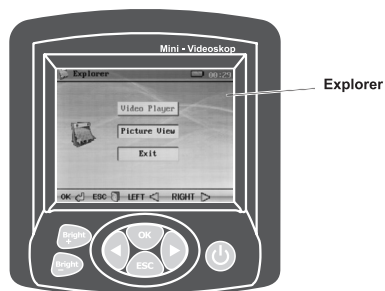 Mini - Videoskop
Explorer
00:29
Explorer
Video Player
Picture View
Exit
OK ESC LEFT RIGHT
Bright
+
OK
Bright
-
ESC